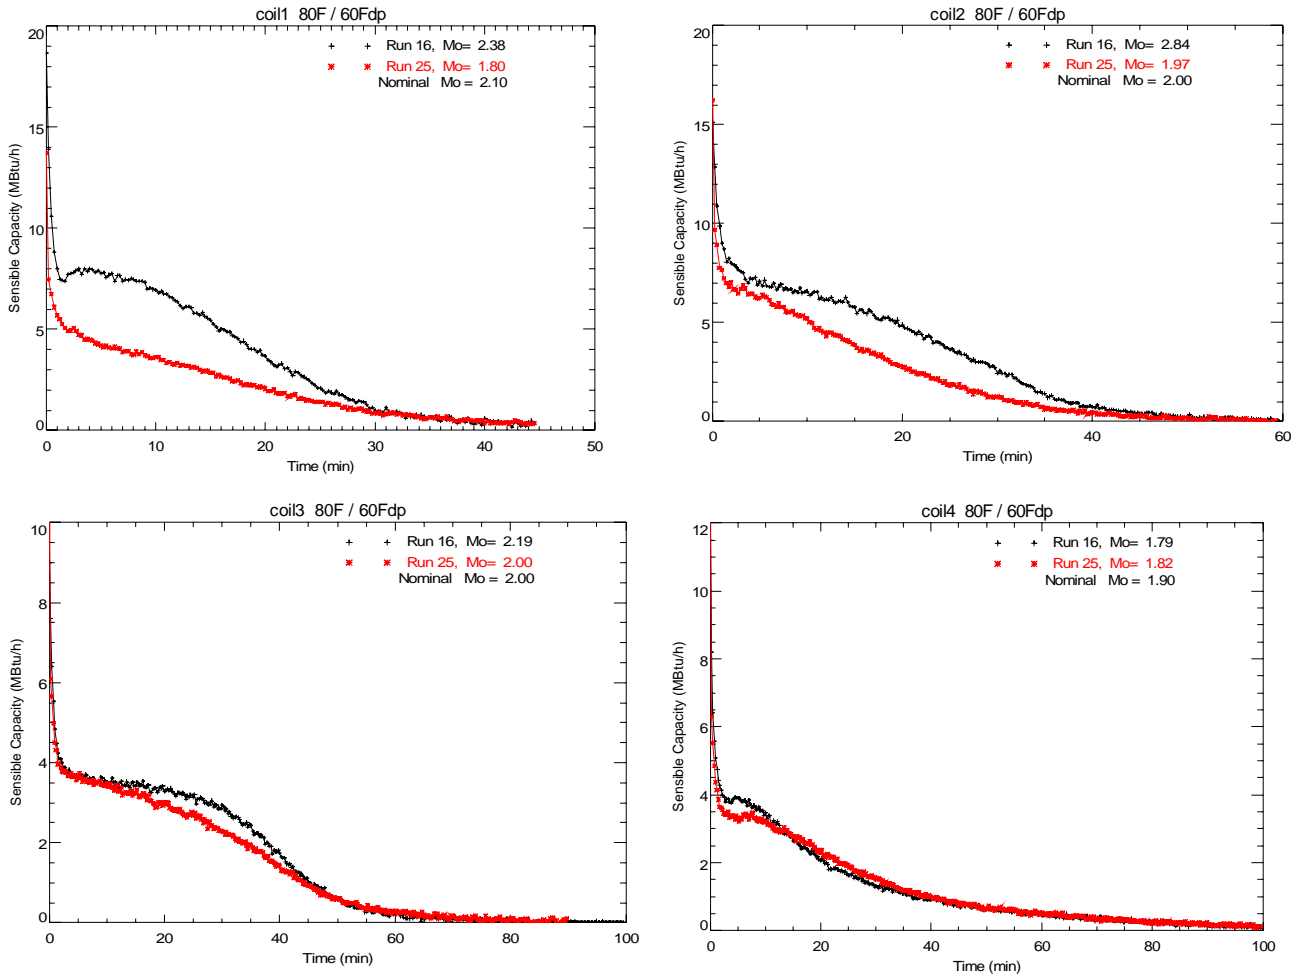 coil1 80F / 60Fdp
Run 16, Mo= 2.38
Run 25, Mo= 1.80
Nominal Mo = 2.10
20
15
10
5
0
Sensible Capacity (MBtu/h)
0 10 20 30 40 50
Time (min)
coil2 80F / 60Fdp
Run 16, Mo= 2.84
Run 25, Mo= 1.97
Nominal Mo = 2.00
20
15
10
5
0
Sensible Capacity (MBtu/h)
0 20 40 60
Time (min)
coil3 80F / 60Fdp
Run 16, Mo= 2.19
Run 25, Mo= 2.00
Nominal Mo = 2.00
10
8
6
4
2
0
Sensible Capacity (MBtu/h)
0 20 40 60 80 100
Time (min)
coil4 80F / 60Fdp
Run 16, Mo= 1.79
Run 25, Mo= 1.82
Nominal Mo = 1.90
12
10
8
6
4
2
0
Sensible Capacity (MBtu/h)
0 20 40 60 80 100
Time (min)